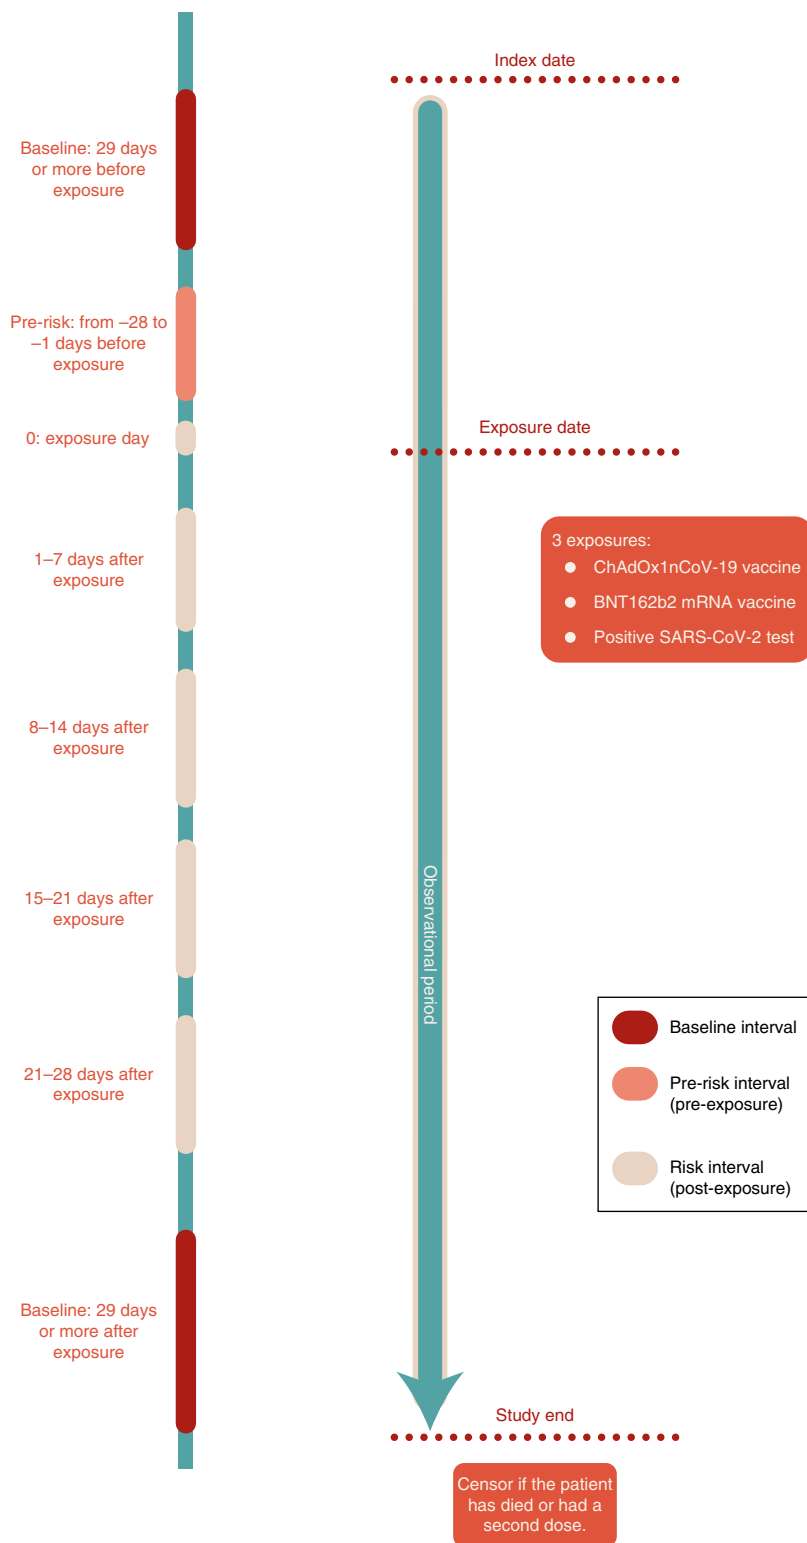 Index date
Baseline: 29 days
or more before
exposure
Pre-risk: from –28 to
–1 days before
exposure
0: exposure day
Exposure date
3 exposures:
● ChAdOx1nCoV-19 vaccine
● BNT162b2 mRNA vaccine
● Positive SARS-CoV-2 test
1–7 days after
exposure
8–14 days after
exposure
15–21 days after
exposure
21–28 days after
exposure
Baseline: 29 days
or more after
exposure
Observational period
Baseline interval
Pre-risk interval
(pre-exposure)
Risk interval
(post-exposure)
Study end
Censor if the patient
has died or had a
second dose.